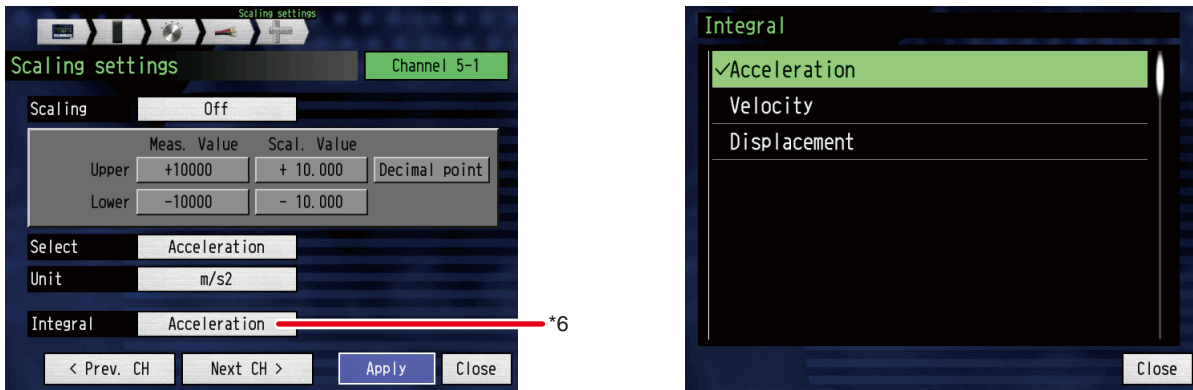 Scaling settings
Scaling settings Channel 5-1
Scaling Off
Meas. Value Scal. Value
Upper +10000 + 10.000 Decimal point
Lower -10000 - 10.000
Select Acceleratio
Unit m/s2
Integral Acceleration
< Prev. CH Next CH > Apply Close
*6
Integral
✓Acceleration
Velocity
Displacement
Close